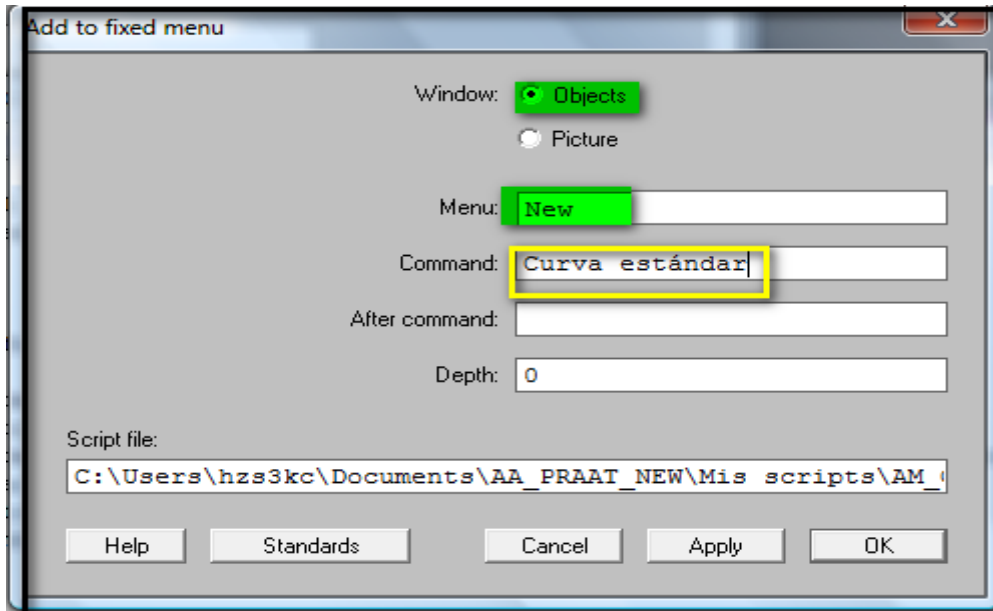 Add to fixed menu
Window: Objects
Picture
Menu: New
Command: Curva estándar
After command:
Depth: 0
Script file:
C:\Users\hzs3kc\Documents\AA_PRAAT_NEW\Mis scripts\AM_
Help Standards Cancel Apply OK